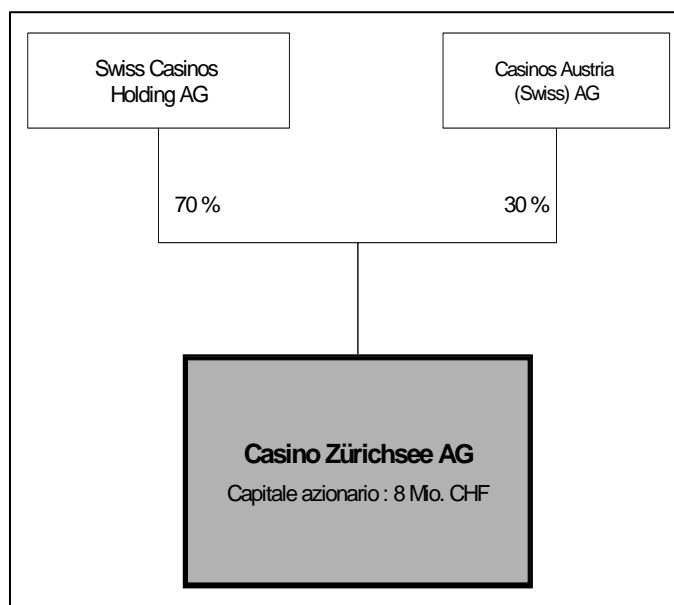 Swiss Casinos
Holding AG
Casinos Austria
(Swiss) AG
70 %
30 %
Casino Zürichsee AG
Capitale azionario : 8 Mio. CHF